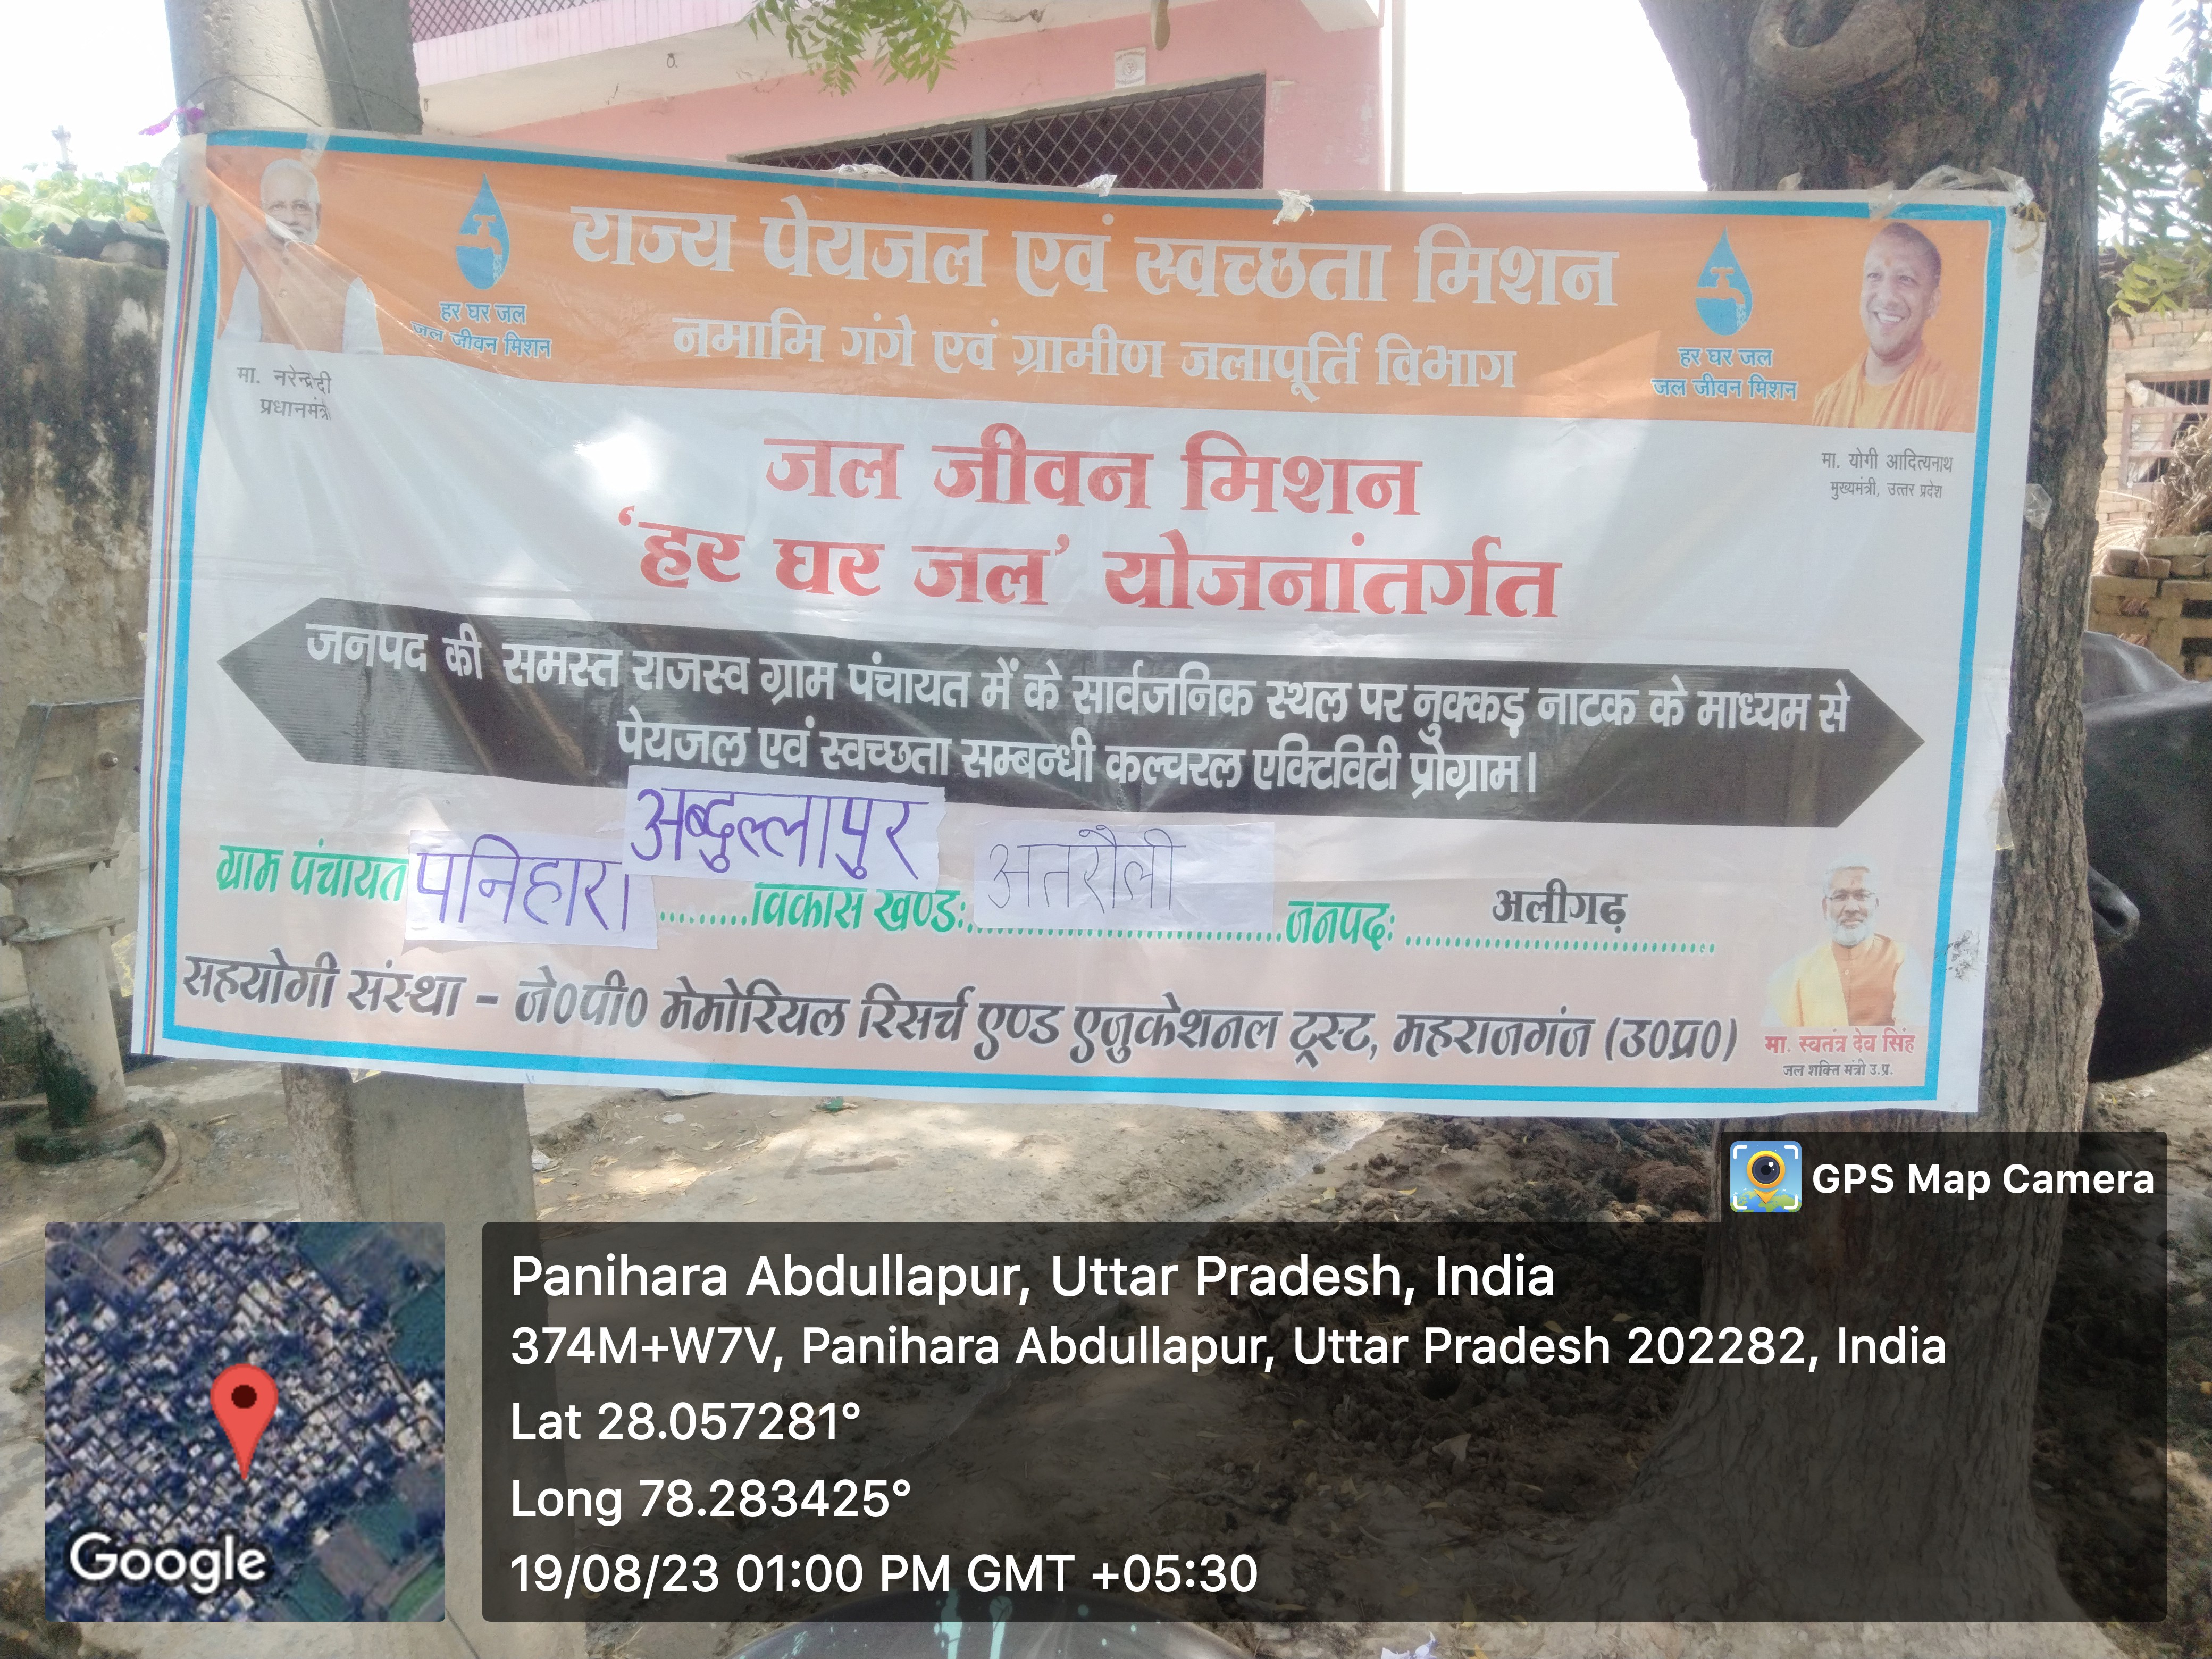 राज्य पेयजल एवं स्वच्छता मिशन
नमामि गंगे एवं ग्रामीण जलापूर्ति विभाग
हर घर जल
जल जीवन मिशन
हर घर जल
जल जीवन मिशन
मा. नरेन्द्र दी
प्रधानमंत्री
मा. योगी आदित्यनाथ
मुख्यमंत्री, उत्तर प्रदेश
जल जीवन मिशन
'हर घर जल' योजनांतर्गत
जनपद की समस्त राजस्व ग्राम पंचायत में के सार्वजनिक स्थल पर नुक्कड़ नाटक के माध्यम से
पेयजल एवं स्वच्छता सम्बन्धी कल्चरल एक्टिविटी प्रोग्राम।
ग्राम पंचायत पनिहारा अब्दुल्लापुर .........विकास खण्ड: अतरौली जनपद: अलीगढ़
सहयोगी संस्था - जे०पी० मेमोरियल रिसर्च एण्ड एजुकेशनल ट्रस्ट, महराजगंज (उ०प्र०)
मा. स्वतंत्र देव सिंह
जल शक्ति मंत्री उ.प्र.
GPS Map Camera
Panihara Abdullapur, Uttar Pradesh, India
374M+W7V, Panihara Abdullapur, Uttar Pradesh 202282, India
Lat 28.057281°
Long 78.283425°
19/08/23 01:00 PM GMT +05:30
Google